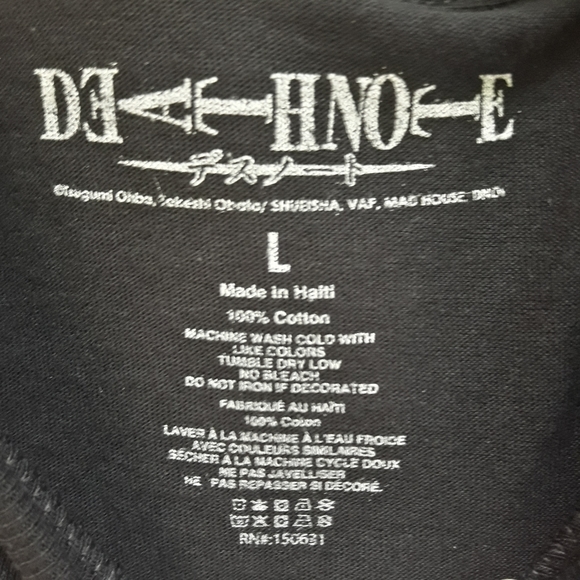 DEATH NOTE
デスノート
©Tsugumi Ohba, Takeshi Obata/ SHUEISHA, VAP, MAD HOUSE, DNDP
L
Made in Haiti
100% Cotton
MACHINE WASH COLD WITH
LIKE COLORS
TUMBLE DRY LOW
NO BLEACH
DO NOT IRON IF DECORATED
FABRIQUÉ AU HAÏTI
100% Coton
LAVER À LA MACHINE À L'EAU FROIDE
AVEC COULEURS SIMILAIRES
SÉCHER À LA MACHINE CYCLE DOUX
NE PAS JAVELLISER
NE PAS REPASSER SI DÉCORÉ.
RN#:150631